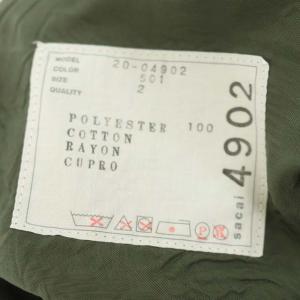 MODEL 20-04902
COLOR 501
SIZE 2
QUALITY
POLYESTER 100
COTTON
RAYON
CUPRO
sacai 4902